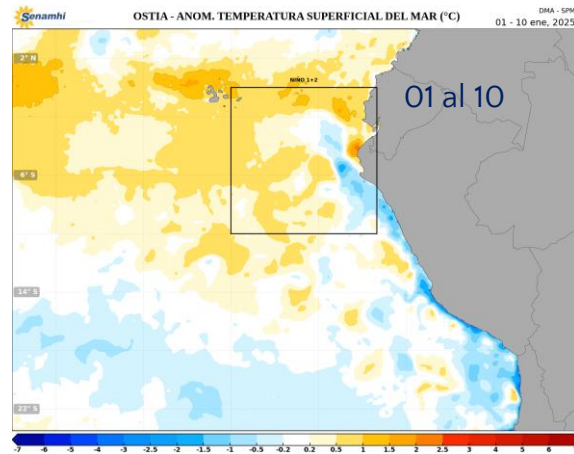 Senamhi
OSTIA - ANOM. TEMPERATURA SUPERFICIAL DEL MAR (°C)
DMA - SPM
01 - 10 ene, 2025
2° N
NIÑO 1+2
01 al 10
6° S
14° S
22° S
-7 -6 -5 -4 -3 -2.5 -2 -1.5 -1 -0.5 -0.2 0.2 0.5 1 1.5 2 2.5 3 4 5 6